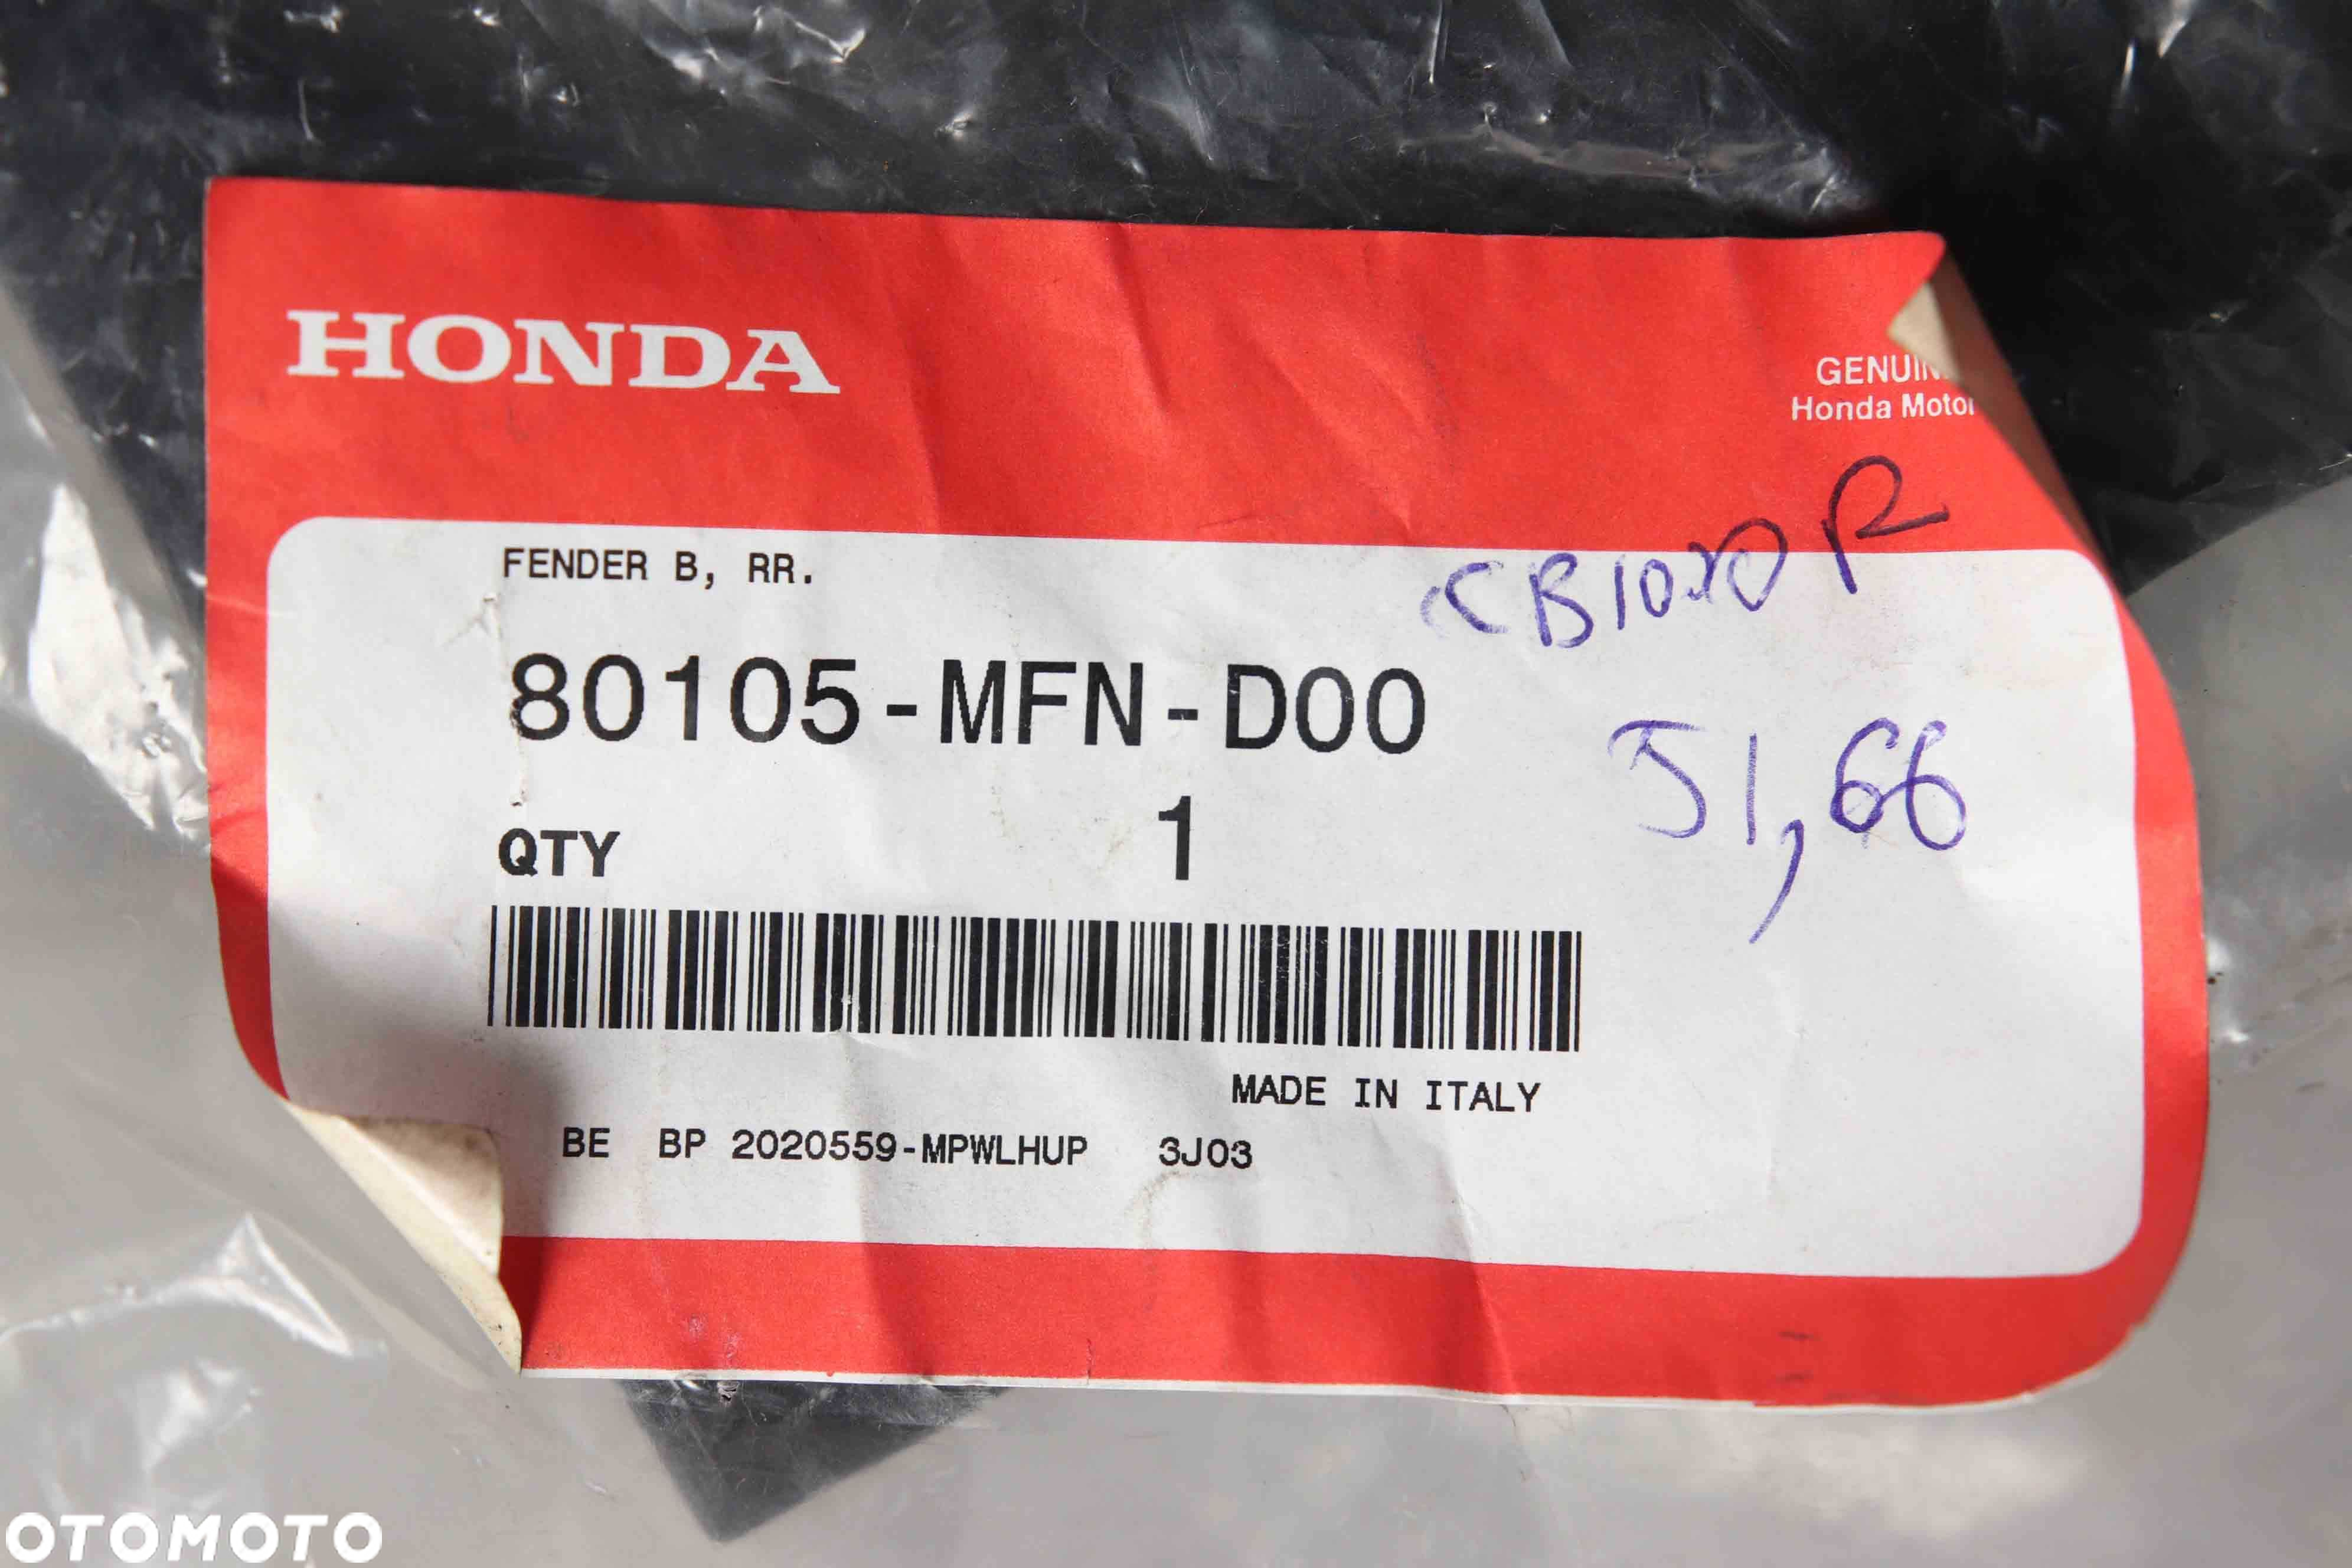 HONDA
GENUIN
Honda Motor
FENDER B, RR.
CB1000R
80105-MFN-D00
51,66
QTY 1
MADE IN ITALY
BE BP 2020559-MPWLHUP 3J03
OTOMOTO